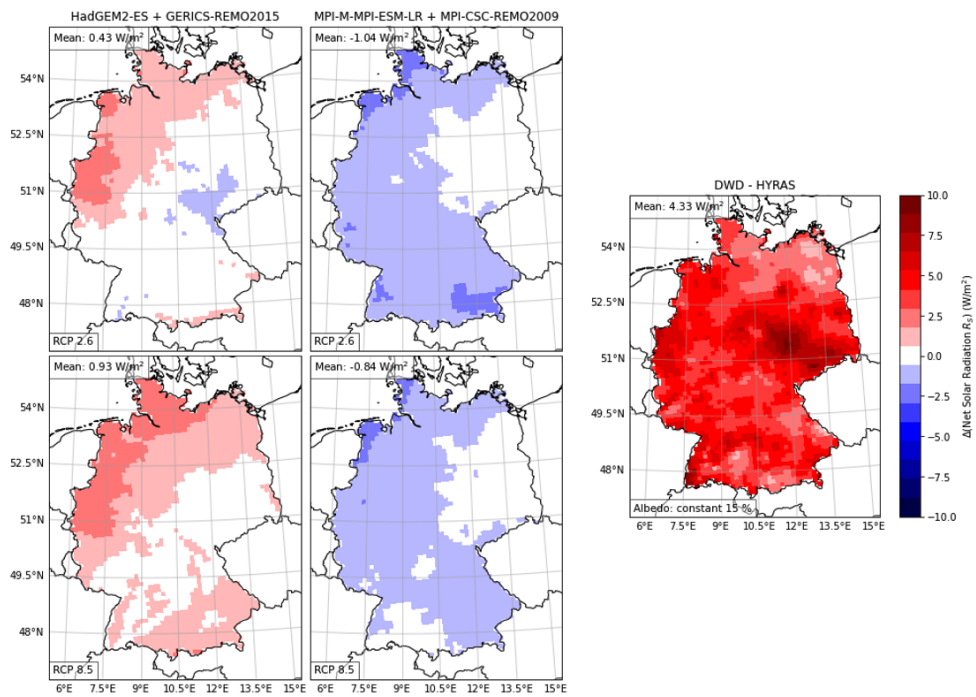 HadGEM2-ES + GERICS-REMO2015
MPI-M-MPI-ESM-LR + MPI-CSC-REMO2009
Mean: 0.43 W/m²
Mean: -1.04 W/m²
54°N
52.5°N
51°N
49.5°N
48°N
RCP 2.6
RCP 2.6
Mean: 0.93 W/m²
Mean: -0.84 W/m²
54°N
52.5°N
51°N
49.5°N
48°N
RCP 8.5
RCP 8.5
6°E 7.5°E 9°E 10.5°E 12°E 13.5°E 15°E
6°E 7.5°E 9°E 10.5°E 12°E 13.5°E 15°E
DWD - HYRAS
Mean: 4.33 W/m²
54°N
52.5°N
51°N
49.5°N
48°N
Albedo: constant 15 %
6°E 7.5°E 9°E 10.5°E 12°E 13.5°E 15°E
10.0
7.5
5.0
2.5
0.0
−2.5
−5.0
−7.5
−10.0
Δ(Net Solar Radiation Rₛ) (W/m²)